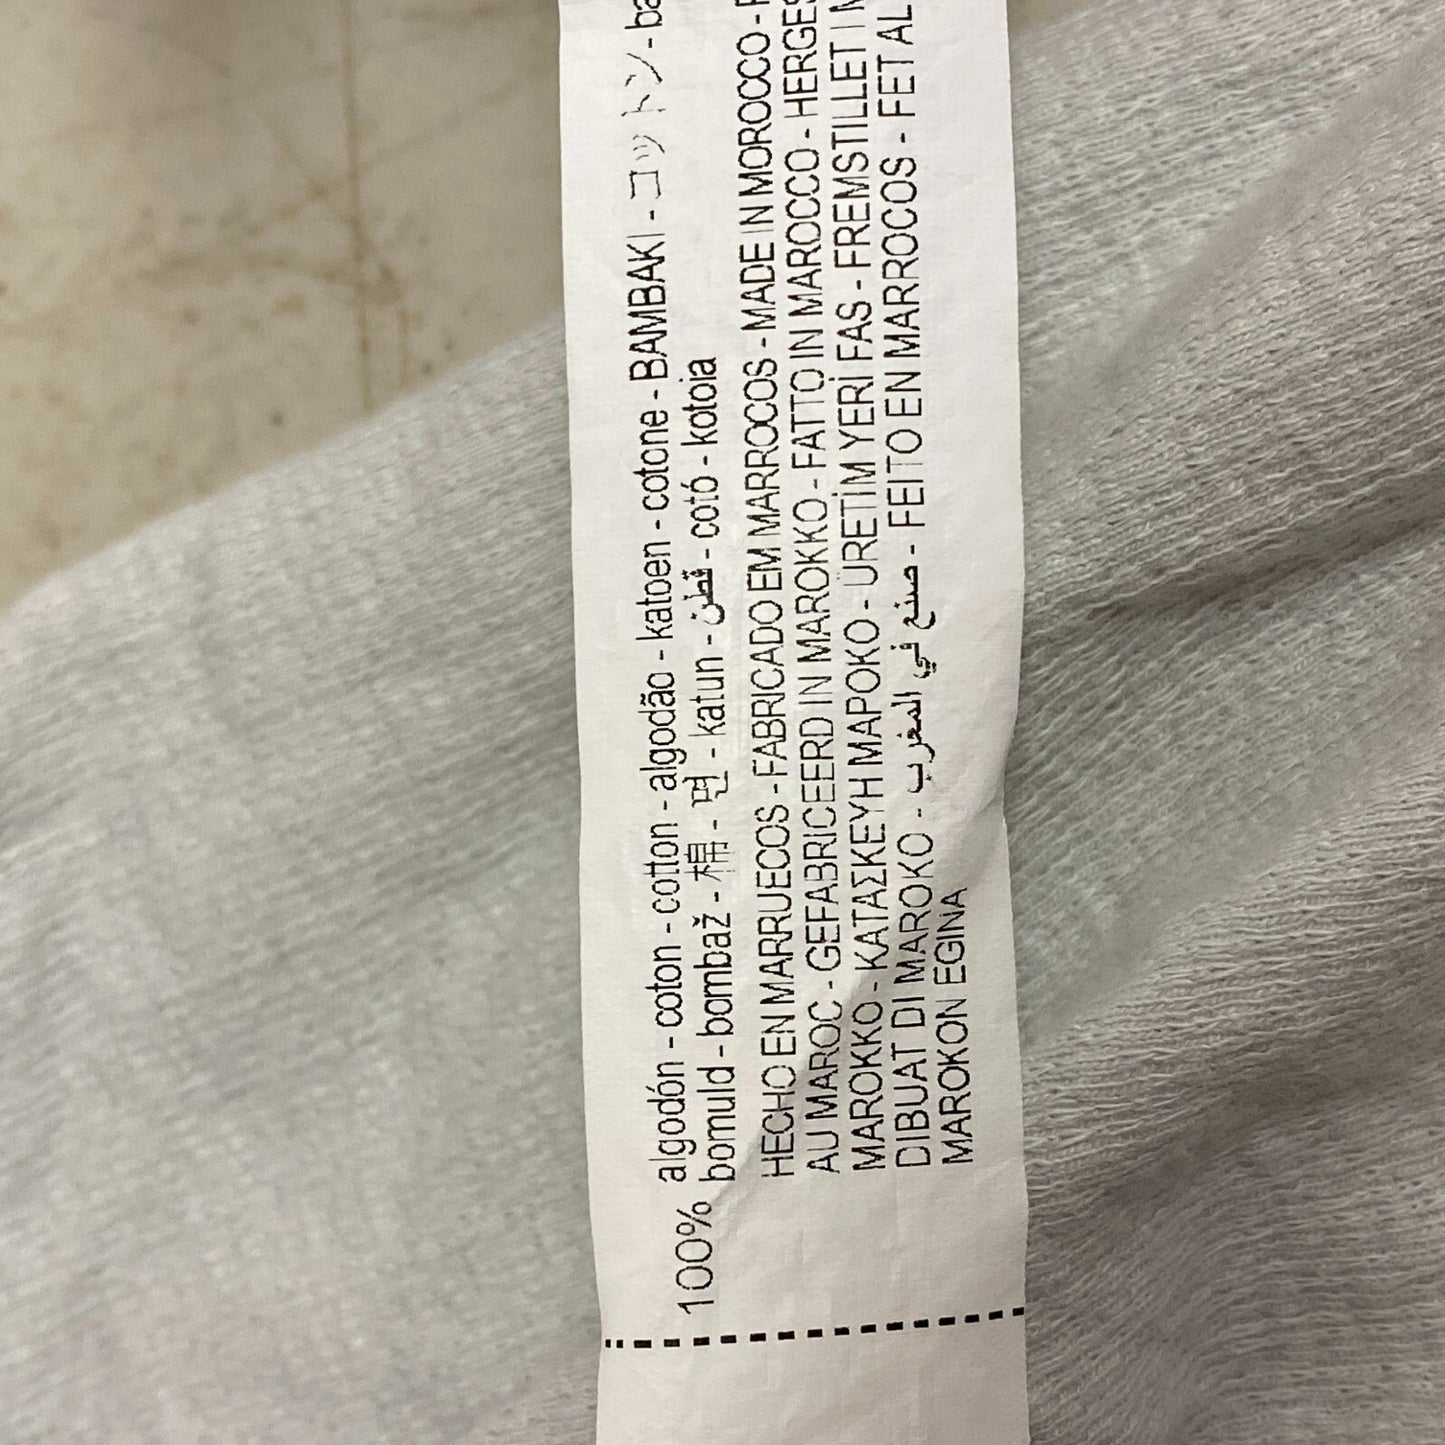 100%
algodón - coton - cotton - algodão - katoen - cotone - BAMBAKI - コットン - ba
bomuld - bombaž - 棉 - 면 - katun - قطن - cotó - kotoia
HECHO EN MARRUECOS - FABRICADO EM MARROCOS - MADE IN MOROCCO - F
AU MAROC - GEFABRICEERD IN MAROKKO - FATTO IN MAROCCO - HERGES
MAROKKO - ΚΑΤΑΣΚΕΥΗ ΜΑΡΟΚΟ - ÜRETİM YERİ FAS - FREMSTILLET I M
DIBUAT DI MAROKO - صنع في المغرب - FEITO EN MARROCOS - FET AL
MAROKON EGINA